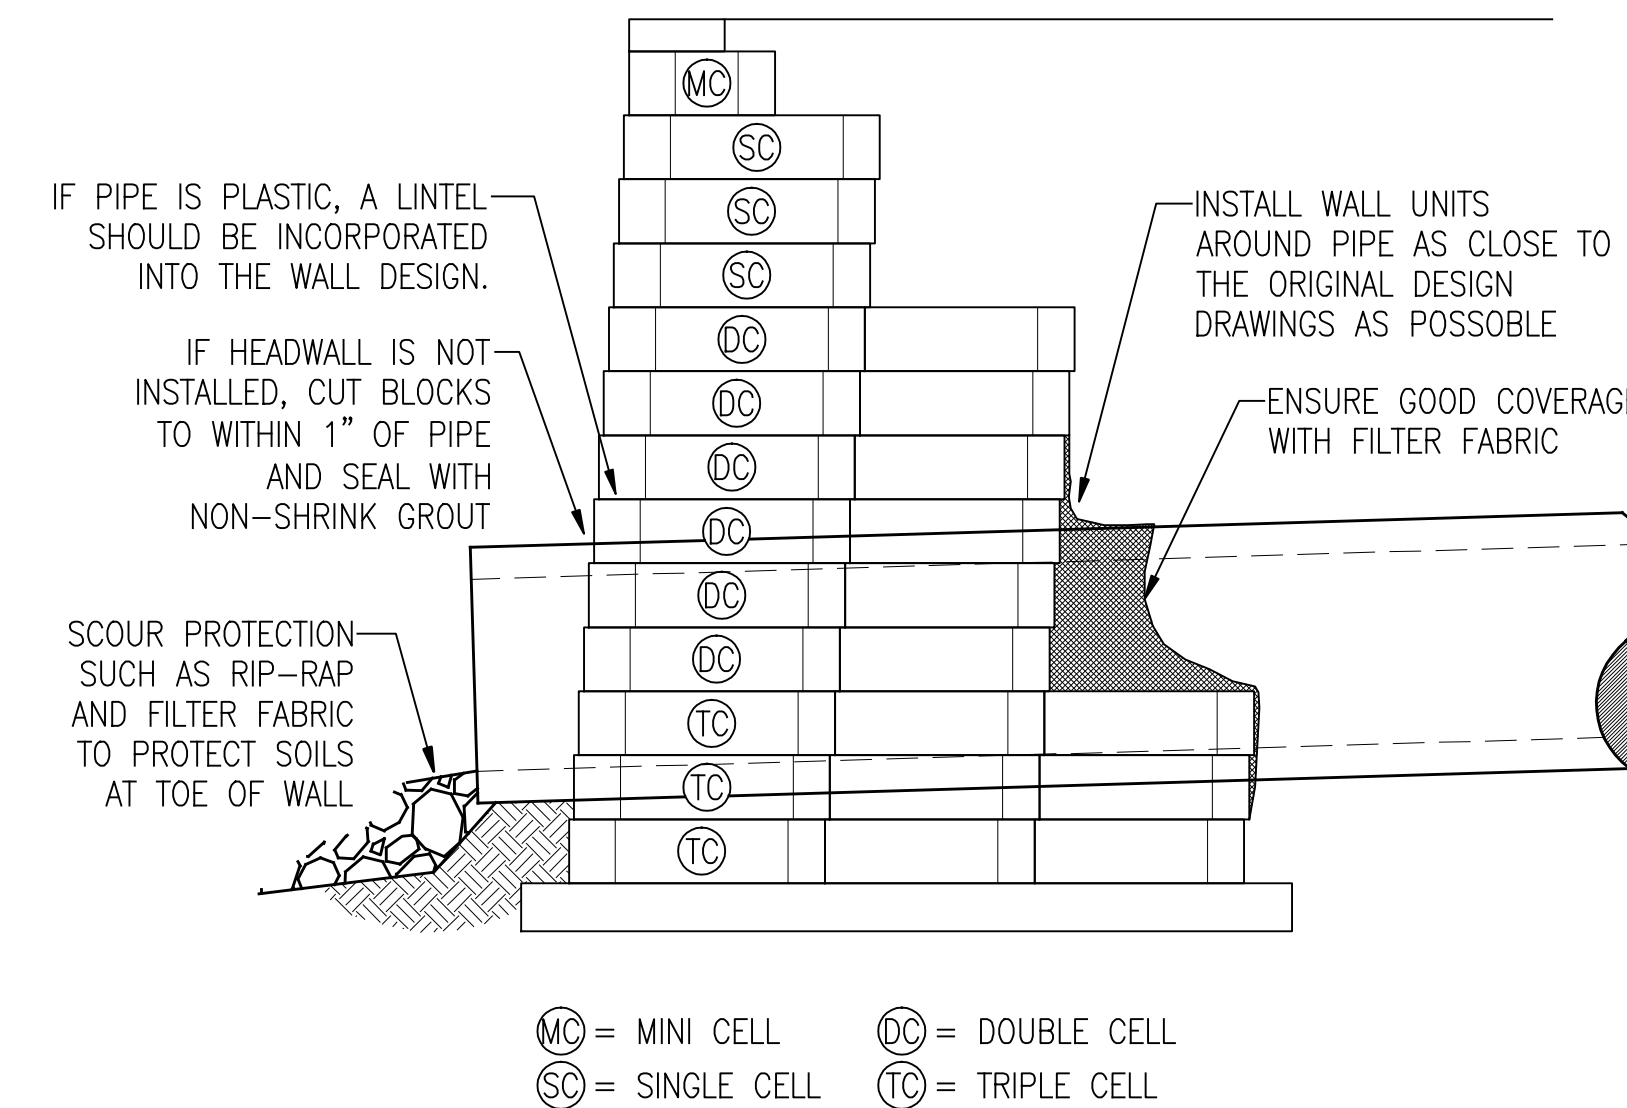 MC
SC
SC
SC
DC
DC
DC
DC
DC
DC
TC
TC
TC
IF PIPE IS PLASTIC, A LINTEL
SHOULD BE INCORPORATED
INTO THE WALL DESIGN.
IF HEADWALL IS NOT
INSTALLED, CUT BLOCKS
TO WITHIN 1" OF PIPE
AND SEAL WITH
NON-SHRINK GROUT
SCOUR PROTECTION
SUCH AS RIP-RAP
AND FILTER FABRIC
TO PROTECT SOILS
AT TOE OF WALL
INSTALL WALL UNITS
AROUND PIPE AS CLOSE TO
THE ORIGINAL DESIGN
DRAWINGS AS POSSOBLE
ENSURE GOOD COVERAGE
WITH FILTER FABRIC
MC = MINI CELL
DC = DOUBLE CELL
SC = SINGLE CELL
TC = TRIPLE CELL